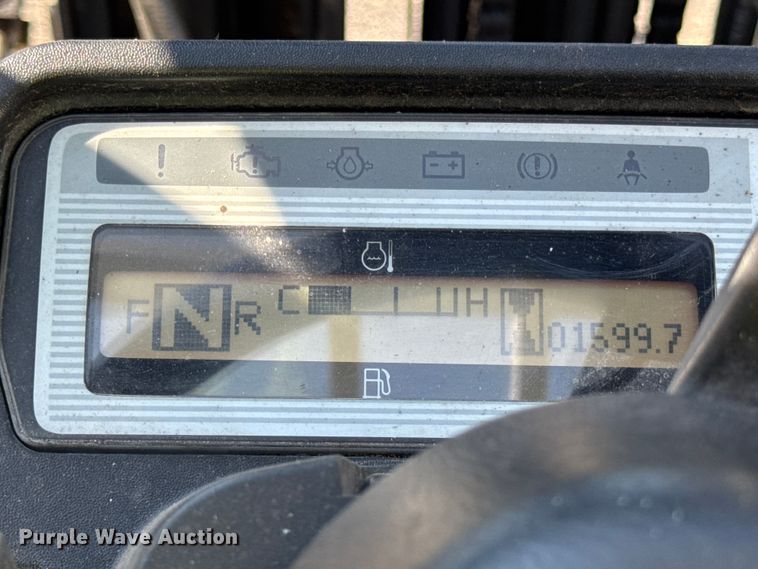 F N R C H 01599.7
Purple Wave Auction